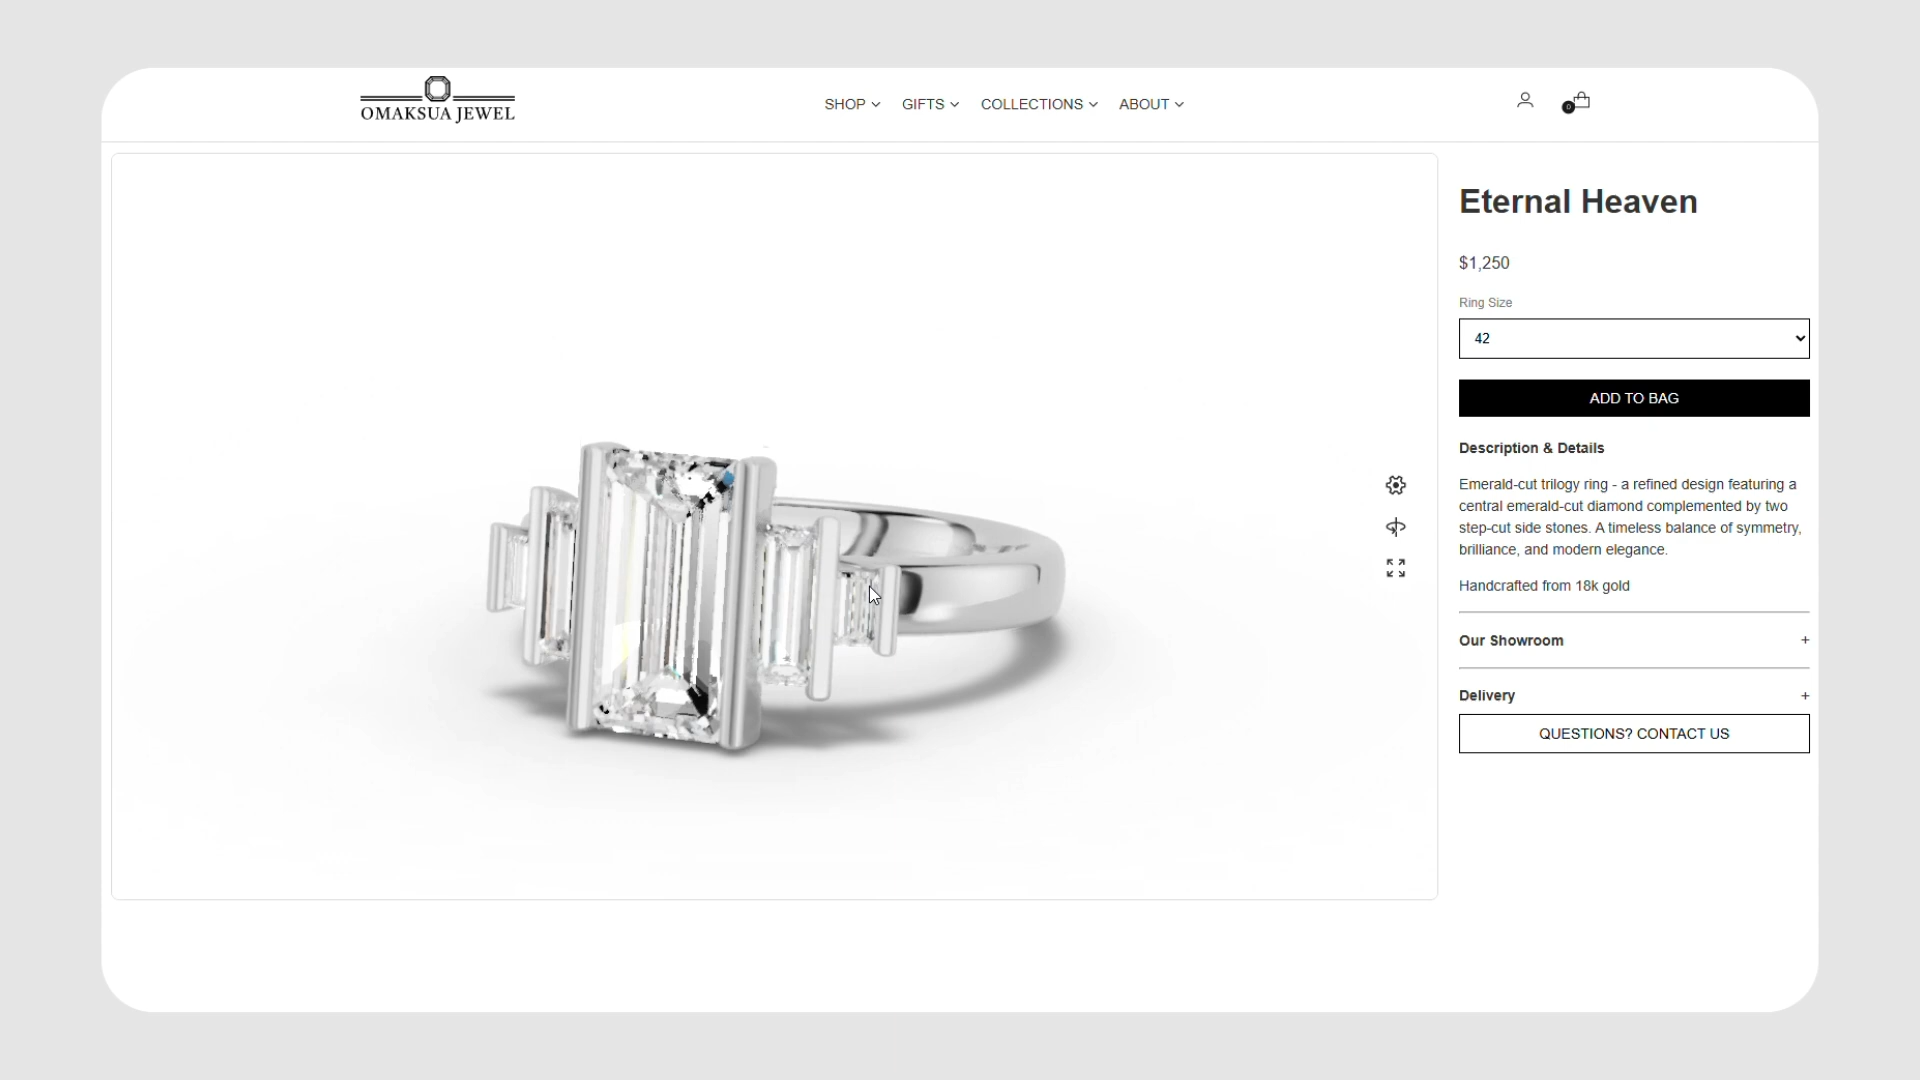 OMAKSUA JEWEL
SHOP
GIFTS
COLLECTIONS
ABOUT
0
Eternal Heaven
$1,250
Ring Size
42
ADD TO BAG
Description & Details
Emerald-cut trilogy ring - a refined design featuring a
central emerald-cut diamond complemented by two
step-cut side stones. A timeless balance of symmetry,
brilliance, and modern elegance.
Handcrafted from 18k gold
Our Showroom +
Delivery +
QUESTIONS? CONTACT US